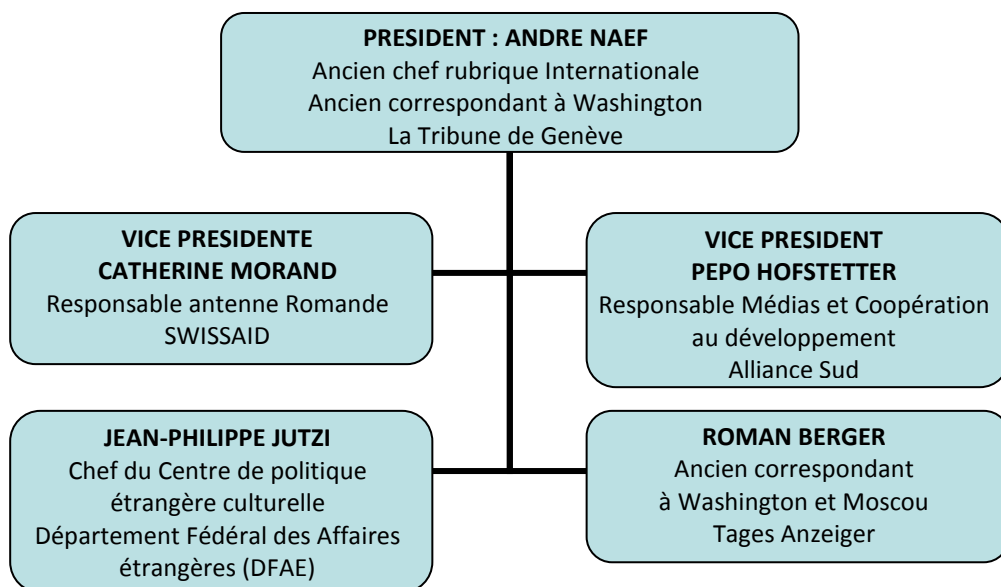 PRESIDENT : ANDRE NAEF
Ancien chef rubrique Internationale
Ancien correspondant à Washington
La Tribune de Genève
VICE PRESIDENTE
CATHERINE MORAND
Responsable antenne Romande
SWISSAID
VICE PRESIDENT
PEPO HOFSTETTER
Responsable Médias et Coopération
au développement
Alliance Sud
JEAN-PHILIPPE JUTZI
Chef du Centre de politique
étrangère culturelle
Département Fédéral des Affaires
étrangères (DFAE)
ROMAN BERGER
Ancien correspondant
à Washington et Moscou
Tages Anzeiger